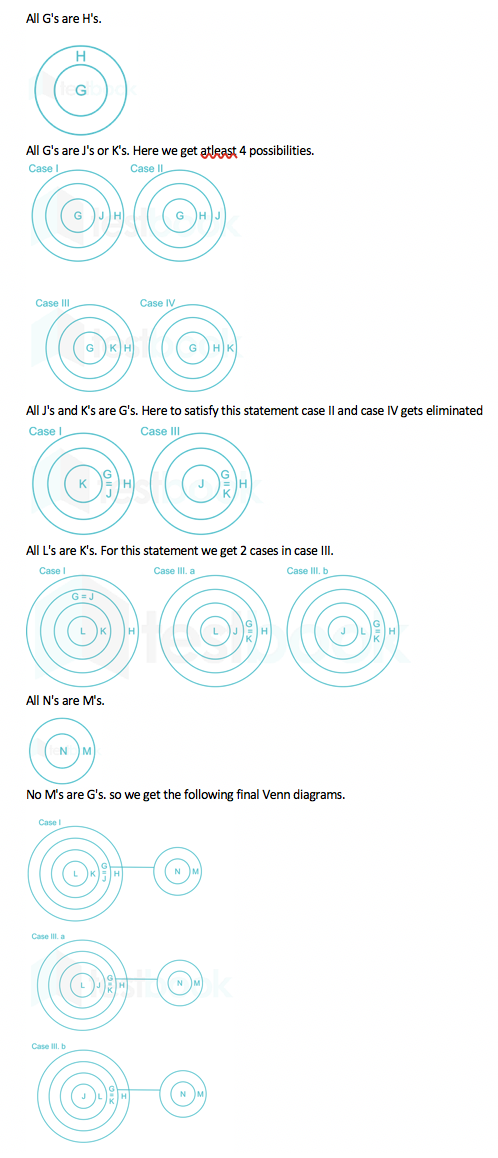 All G's are H's.
H
G
All G's are J's or K's. Here we get atleast 4 possibilities.
Case I Case II
G J H G H J
Case III Case IV
G K H G H K
All J's and K's are G's. Here to satisfy this statement case II and case IV gets eliminated
Case I Case III
K G = J H J G = K H
All L's are K's. For this statement we get 2 cases in case III.
Case I Case III. a Case III. b
G = J
L K H L J G = K H J L G = K H
All N's are M's.
N M
No M's are G's. so we get the following final Venn diagrams.
Case I
L K G = J H N M
Case III. a
L J G = K H N M
Case III. b
J L G = K H N M